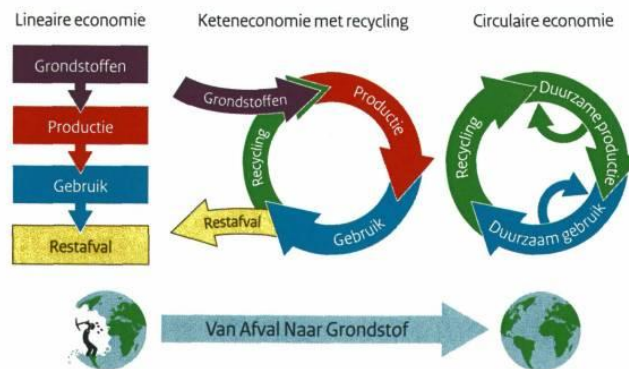 Lineaire economie
Grondstoffen
Productie
Gebruik
Restafval
Keteneconomie met recycling
Grondstoffen
Productie
Gebruik
Restafval
Recycling
Circulaire economie
Duurzame productie
Duurzaam gebruik
Recycling
Van Afval Naar Grondstof